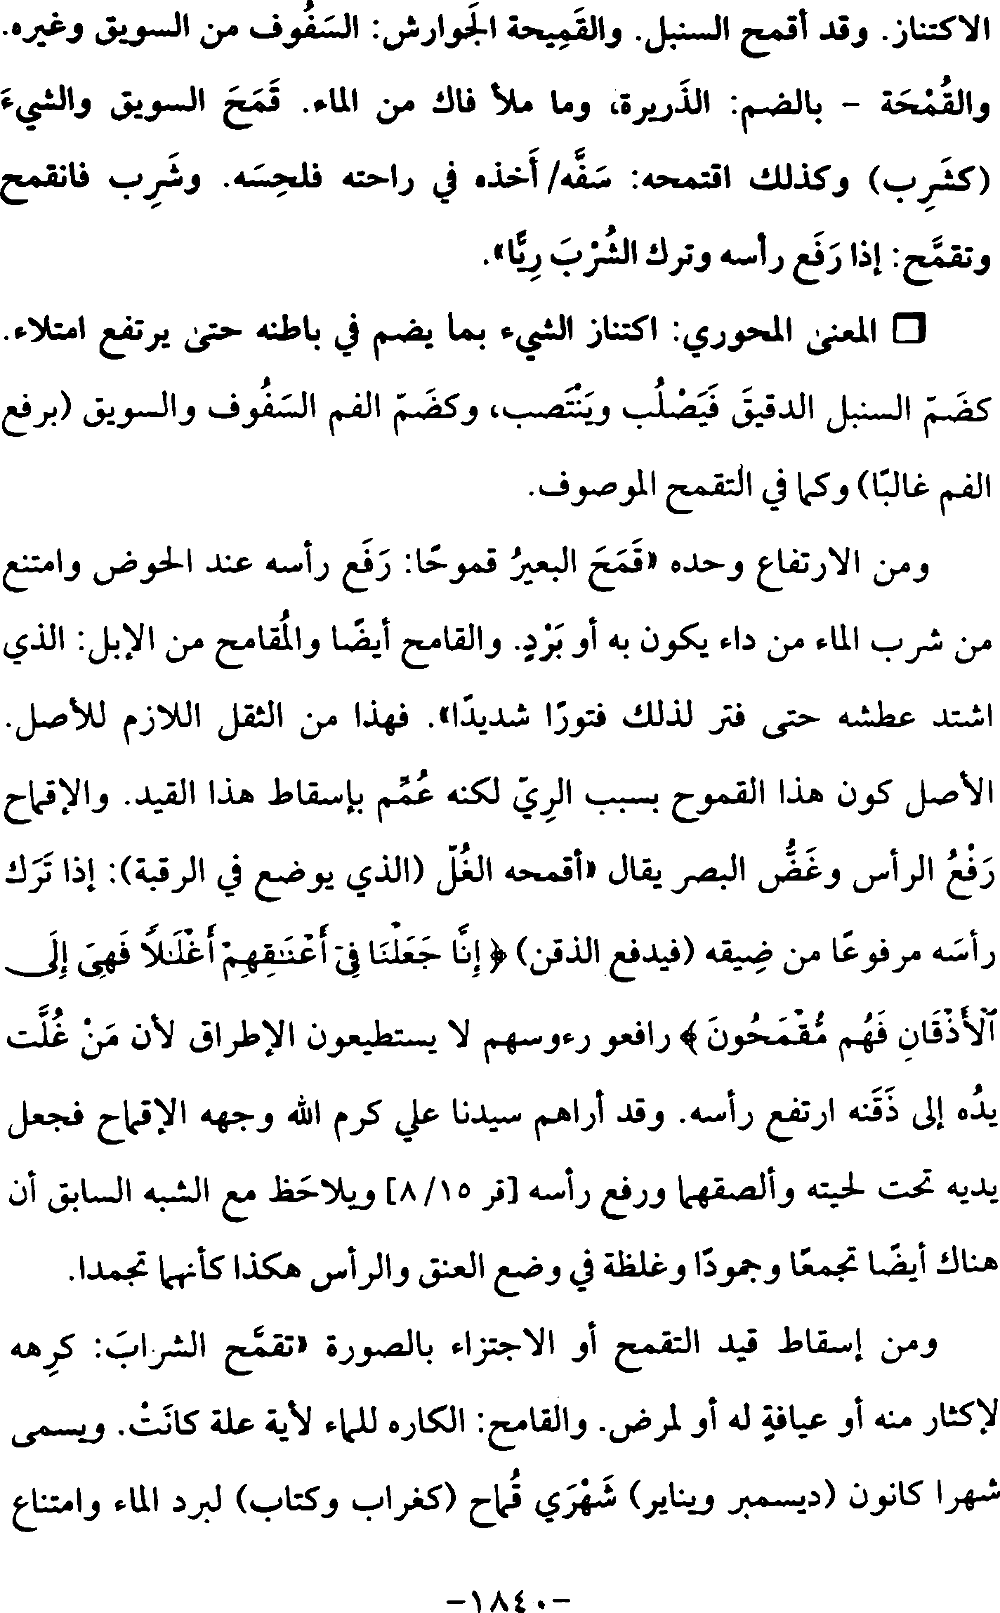 الاكتناز. وقد أقمح السنبل. والقَمِيحة الجَوارش: السَفُوف من السويق وغيره.
والقُمْحَة – بالضم: الذَريرة، وما ملأ فاك من الماء. قَمَحَ السويق والشيءَ
(كشَرِب) وكذلك اقتمحه: سَفَّه/ أَخذه في راحته فلحِسَه. وشَرِب فانقمح
وتقمَّح: إذا رَفَع رأسه وترك الشُرْبَ رِيًّا».
❒ المعنى المحوري: اكتناز الشيء بما يضم في باطنه حتى يرتفع امتلاء.
كضَمّ السنبل الدقيقَ فَيَصْلُب ويَنْتَصب، وكضَمّ الفم السَفُوف والسويق (برفع
الفم غالبًا) وكما في التقمح الموصوف.
ومن الارتفاع وحده «قَمَحَ البعيرُ قموحًا: رَفَع رأسه عند الحوض وامتنع
من شرب الماء من داء يكون به أو بَرْدٍ. والقامح أيضًا والمُقامح من الإبل: الذي
اشتد عطشه حتى فتر لذلك فتورًا شديدًا». فهذا من الثقل اللازم للأصل.
الأصل كون هذا القموح بسبب الرِيّ لكنه عُمِّم بإسقاط هذا القيد. والإقماح
رَفْعُ الرأس وغَضُّ البصر يقال «أقمحه الغُلّ (الذي يوضع في الرقبة): إذا تَرَك
رأسَه مرفوعًا من ضِيقه (فيدفع الذقن) ﴿إِنَّا جَعَلْنَا فِىٓ أَعْنَـٰقِهِمْ أَغْلَـٰلًا فَهِىَ إِلَى
ٱلْأَذْقَانِ فَهُم مُّقْمَحُونَ﴾ رافعو رءوسهم لا يستطيعون الإطراق لأن مَنْ غُلَّت
يدُه إلى ذَقَنه ارتفع رأسه. وقد أراهم سيدنا علي كرم الله وجهه الإقماح فجعل
يديه تحت لحيته وألصقهما ورفع رأسه [قر ١٥/ ٨] ويلاحَظ مع الشبه السابق أن
هناك أيضًا تجمعًا وجمودًا وغلظة في وضع العنق والرأس هكذا كأنهما تجمدا.
ومن إسقاط قيد التقمح أو الاجتزاء بالصورة «تقمَّح الشرابَ: كرِهه
لإكثار منه أو عيافةٍ له أو لمرض. والقامح: الكاره للماء لأية علة كانَتْ. ويسمى
شهرا كانون (ديسمبر ويناير) شَهْرَي قُماح (كغراب وكتاب) لبرد الماء وامتناع
-١٨٤٠-